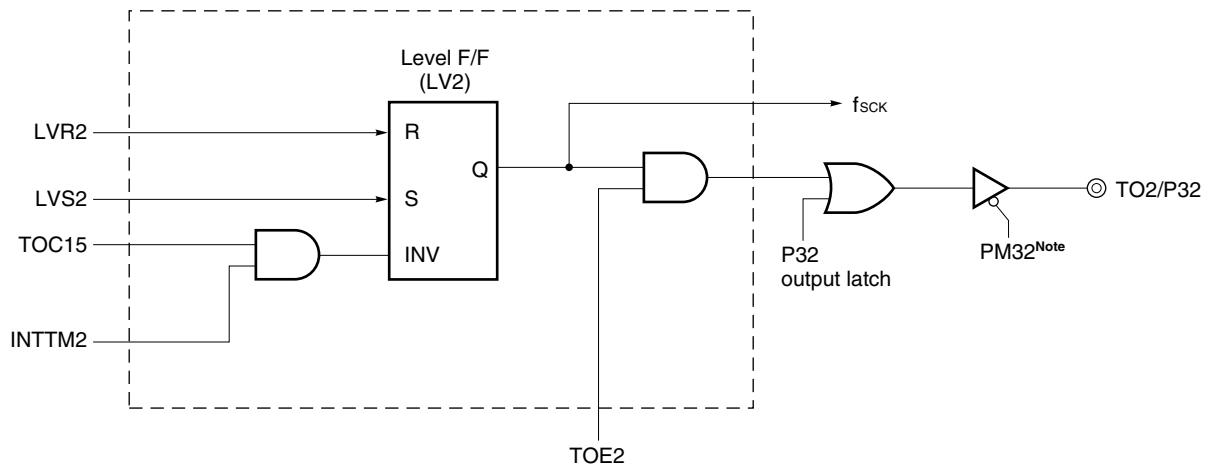 Level F/F
(LV2)
fSCK
LVR2
R
Q
LVS2
S
TO2/P32
TOC15
INV
P32
output latch
PM32Note
INTTM2
TOE2